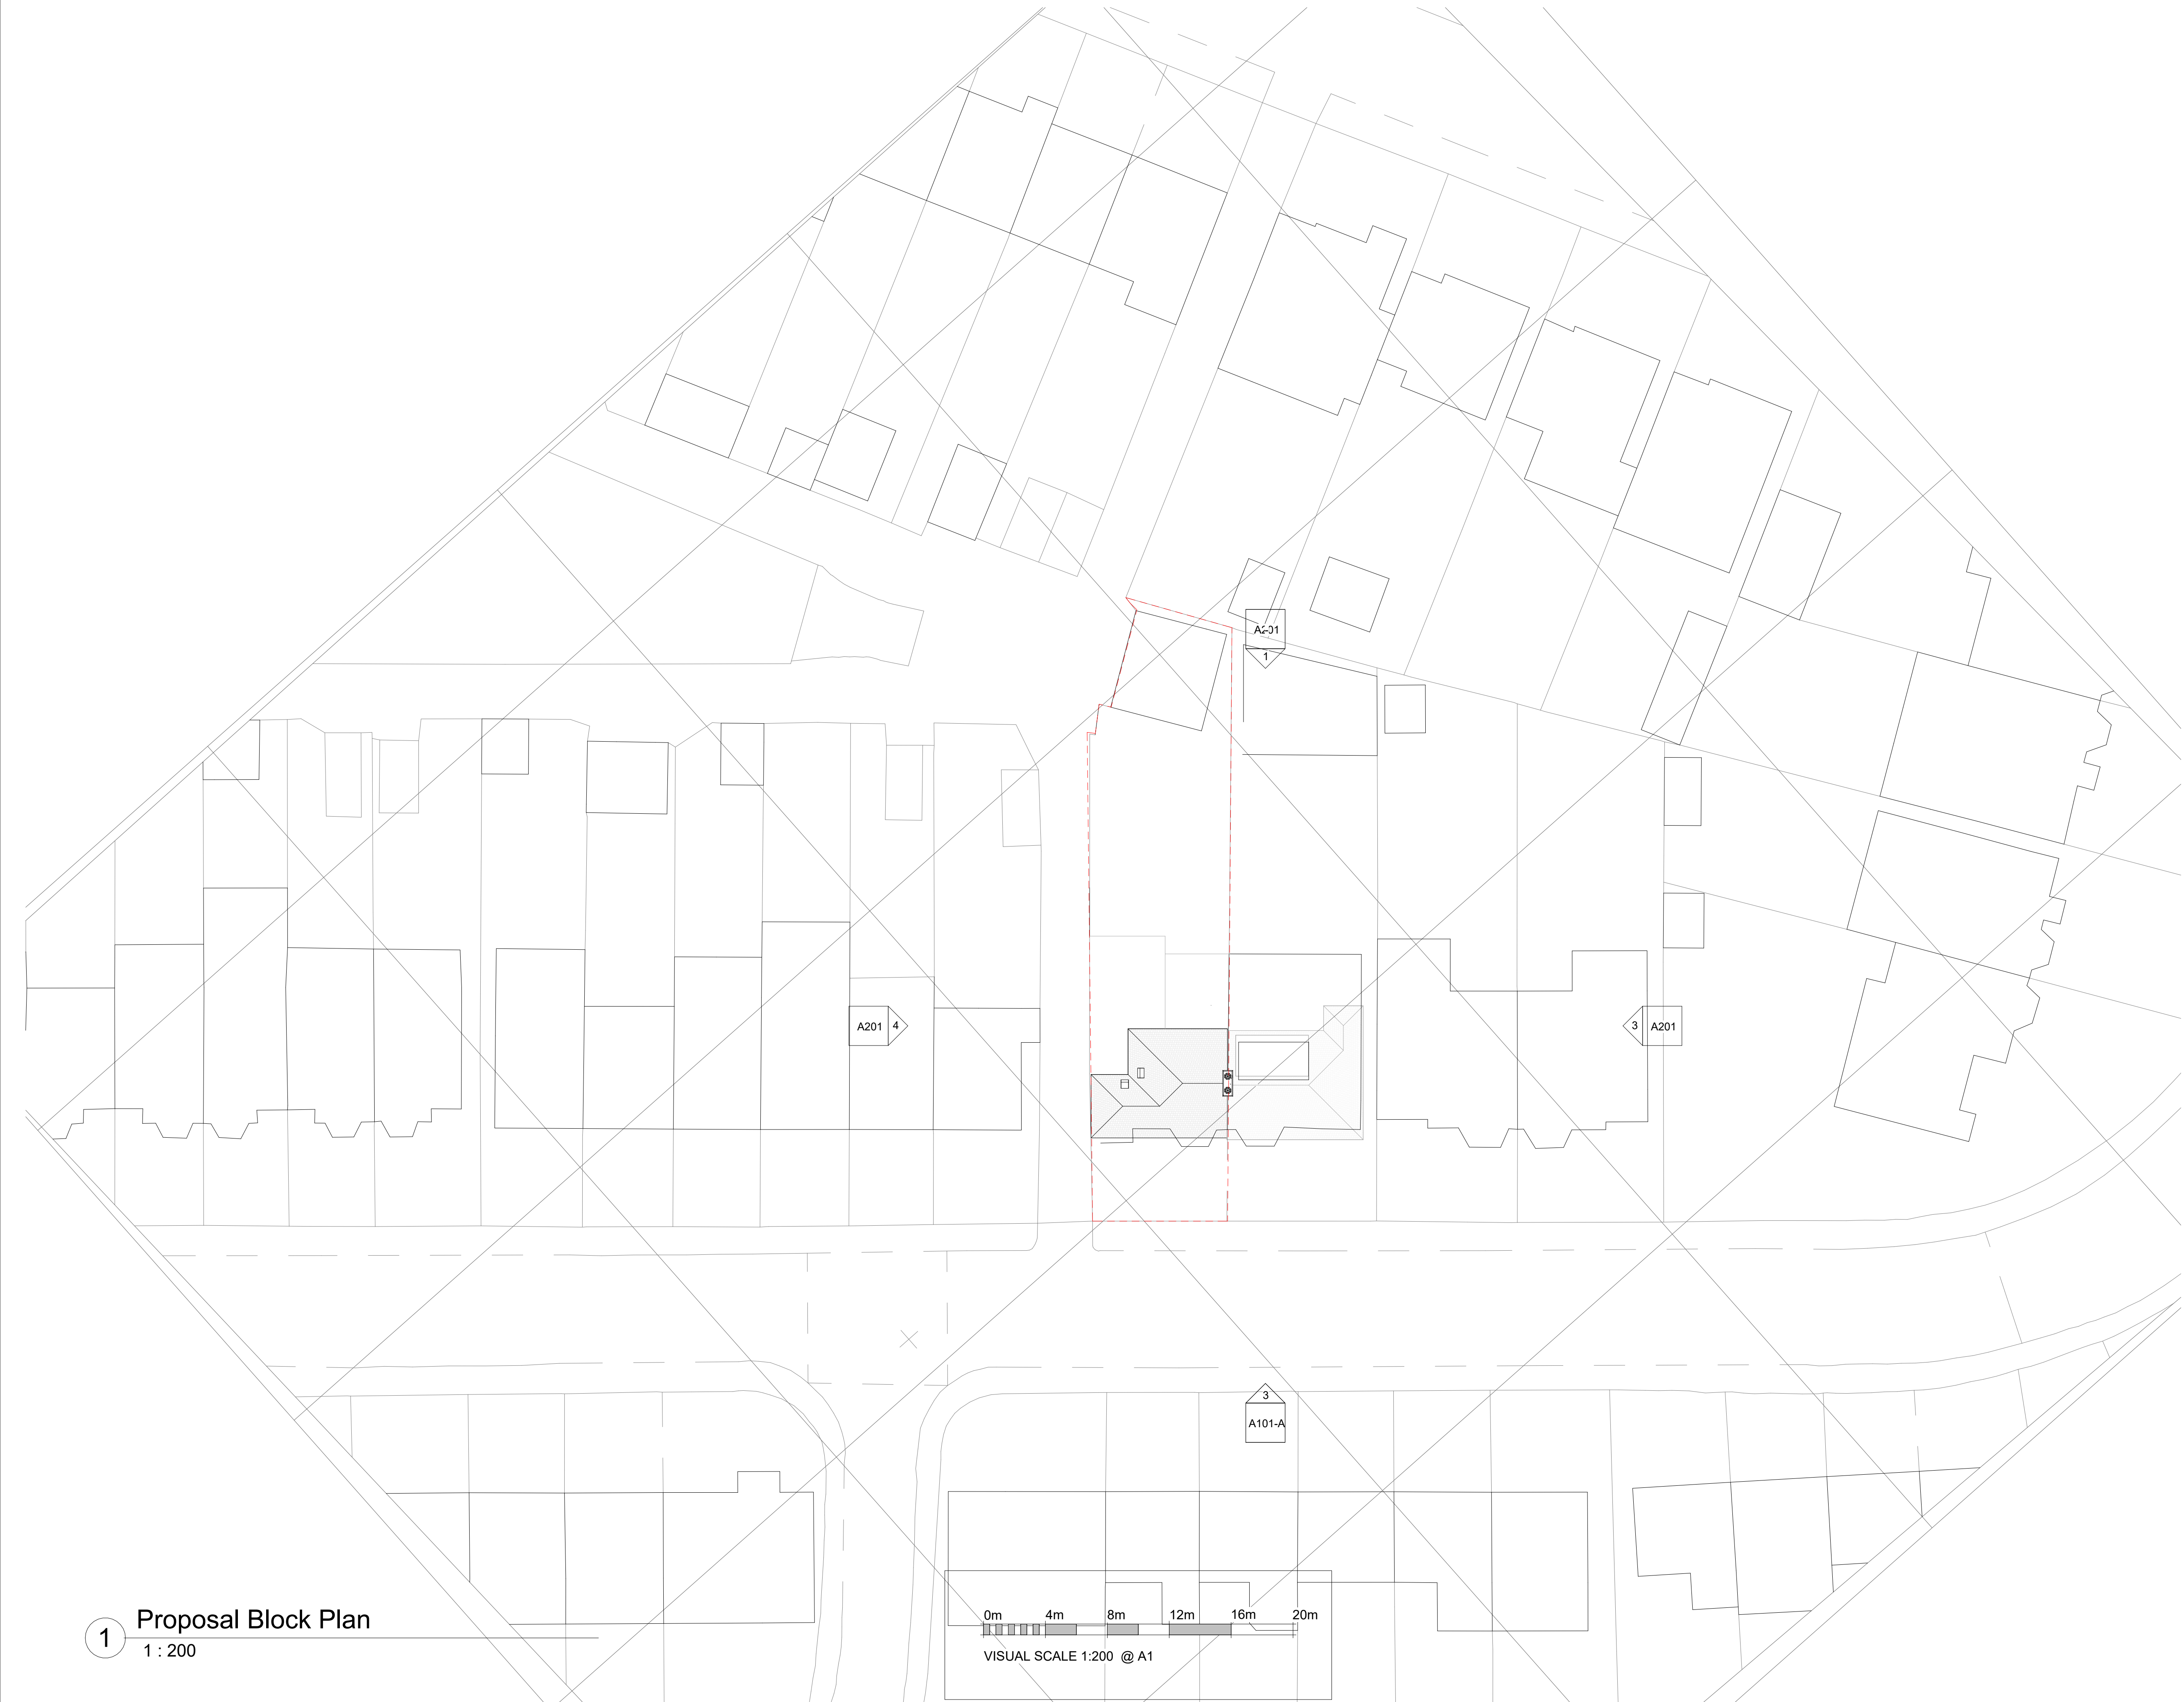 A201
1
A201
4
3
A201
3
A101-A
1
Proposal Block Plan
1 : 200
0m 4m 8m 12m 16m 20m
VISUAL SCALE 1:200 @ A1